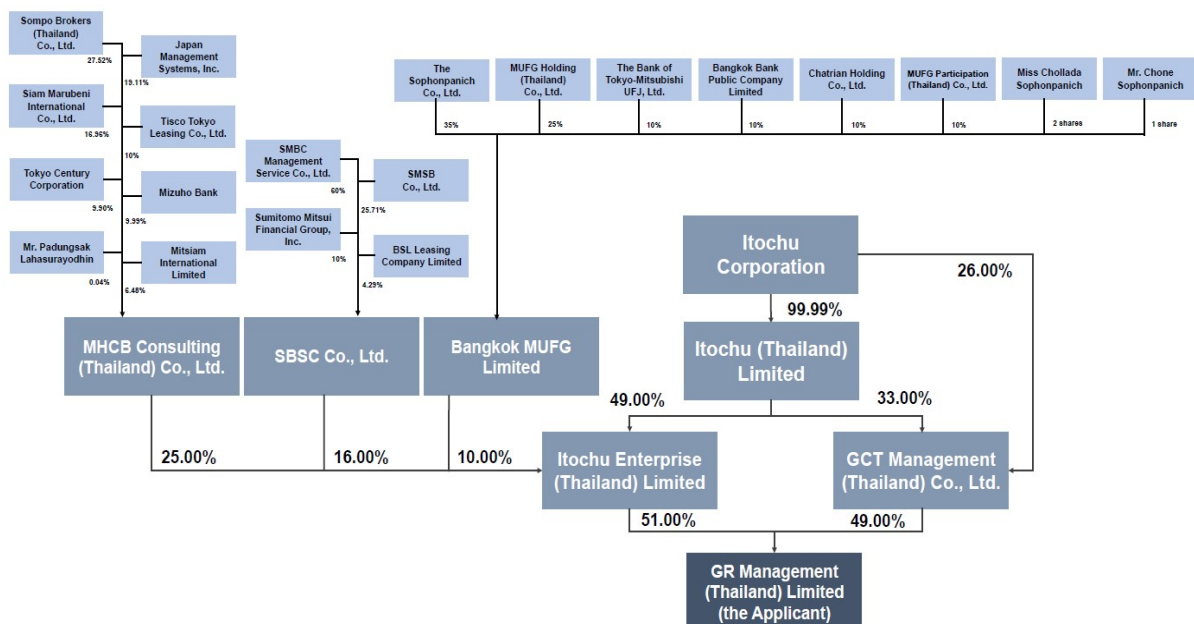 Sompo Brokers
(Thailand)
Co., Ltd.
27.52%
Japan
Management
Systems, Inc.
19.11%
Siam Marubeni
International
Co., Ltd.
16.96%
Tisco Tokyo
Leasing Co., Ltd.
10%
Tokyo Century
Corporation
9.90%
Mizuho Bank
9.99%
Mr. Padungsak
Lahasurayodhin
0.04%
Mitsiam
International
Limited
6.48%
SMBC
Management
Service Co., Ltd.
60%
SMSB
Co., Ltd.
25.71%
Sumitomo Mitsui
Financial Group,
Inc.
10%
BSL Leasing
Company Limited
4.29%
The
Sophonpanich
Co., Ltd.
35%
MUFG Holding
(Thailand)
Co., Ltd.
25%
The Bank of
Tokyo-Mitsubishi
UFJ, Ltd.
10%
Bangkok Bank
Public Company
Limited
10%
Chatrian Holding
Co., Ltd.
10%
MUFG Participation
(Thailand) Co., Ltd.
10%
Miss Chollada
Sophonpanich
2 shares
Mr. Chone
Sophonpanich
1 share
Itochu
Corporation
26.00%
99.99%
MHCB Consulting
(Thailand) Co., Ltd.
SBSC Co., Ltd.
Bangkok MUFG
Limited
Itochu (Thailand)
Limited
49.00%
33.00%
25.00%
16.00%
10.00%
Itochu Enterprise
(Thailand) Limited
GCT Management
(Thailand) Co., Ltd.
51.00%
49.00%
GR Management
(Thailand) Limited
(the Applicant)